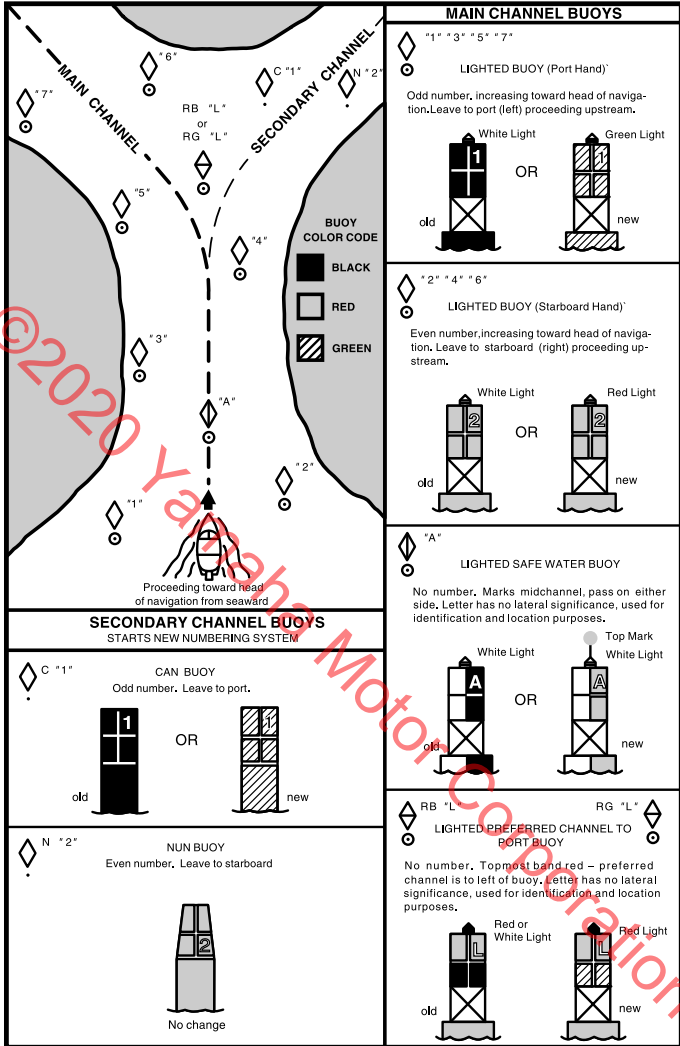 "6"
C "1"
N "2"
MAIN CHANNEL
SECONDARY CHANNEL
"7"
RB "L"
or
RG "L"
"5"
"4"
BUOY
COLOR CODE
BLACK
RED
GREEN
"3"
"A"
"2"
"1"
Proceeding toward head
of navigation from seaward
SECONDARY CHANNEL BUOYS
STARTS NEW NUMBERING SYSTEM
C "1"
CAN BUOY
Odd number. Leave to port.
1
OR
1
old
new
N "2"
NUN BUOY
Even number. Leave to starboard
2
No change
MAIN CHANNEL BUOYS
"1" "3" "5" "7"
LIGHTED BUOY (Port Hand)`
Odd number, increasing toward head of naviga-
tion.Leave to port (left) proceeding upstream.
White Light
Green Light
1
OR
1
old
new
"2" "4" "6"
LIGHTED BUOY (Starboard Hand)`
Even number,increasing toward head of naviga-
tion. Leave to starboard (right) proceeding up-
stream.
White Light
Red Light
2
OR
2
old
new
"A"
LIGHTED SAFE WATER BUOY
No number. Marks midchannel, pass on either
side. Letter has no lateral significance, used for
identification and location purposes.
Top Mark
White Light
White Light
A
OR
A
old
new
RB "L"
RG "L"
LIGHTED PREFERRED CHANNEL TO
PORT BUOY
No number. Topmost band red – preferred
channel is to left of buoy. Letter has no lateral
significance, used for identification and location
purposes.
Red or
White Light
Red Light
L
L
old
new
©2020 Yamaha Motor Corporation